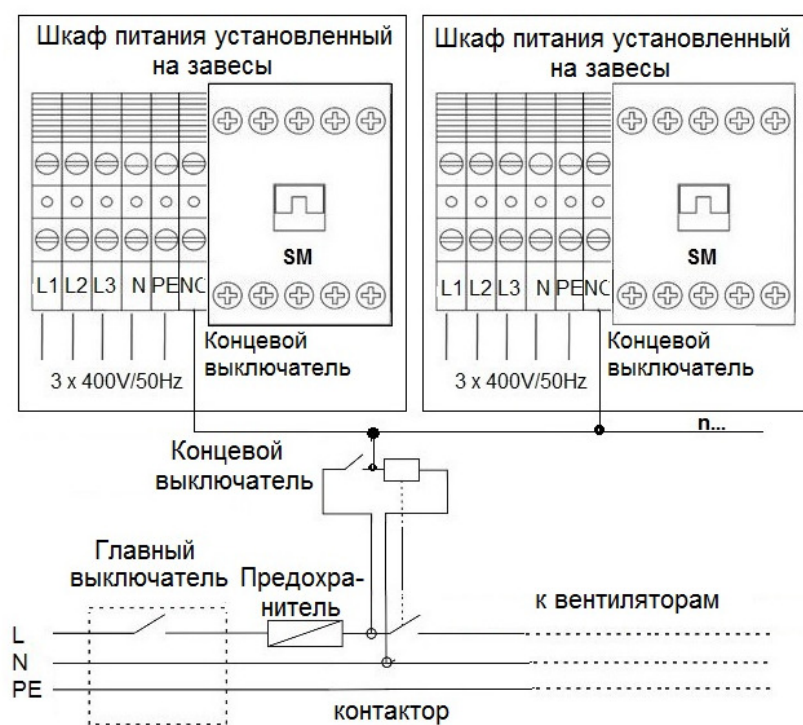 Шкаф питания установленный
на завесы
SM
L1 L2 L3 N PE NC
Концевой
выключатель
3 x 400V/50Hz
Шкаф питания установленный
на завесы
SM
L1 L2 L3 N PE NC
Концевой
выключатель
3 x 400V/50Hz
n...
Концевой
выключатель
Главный
выключатель
Предохра-
нитель
к вентиляторам
L
N
PE
контактор